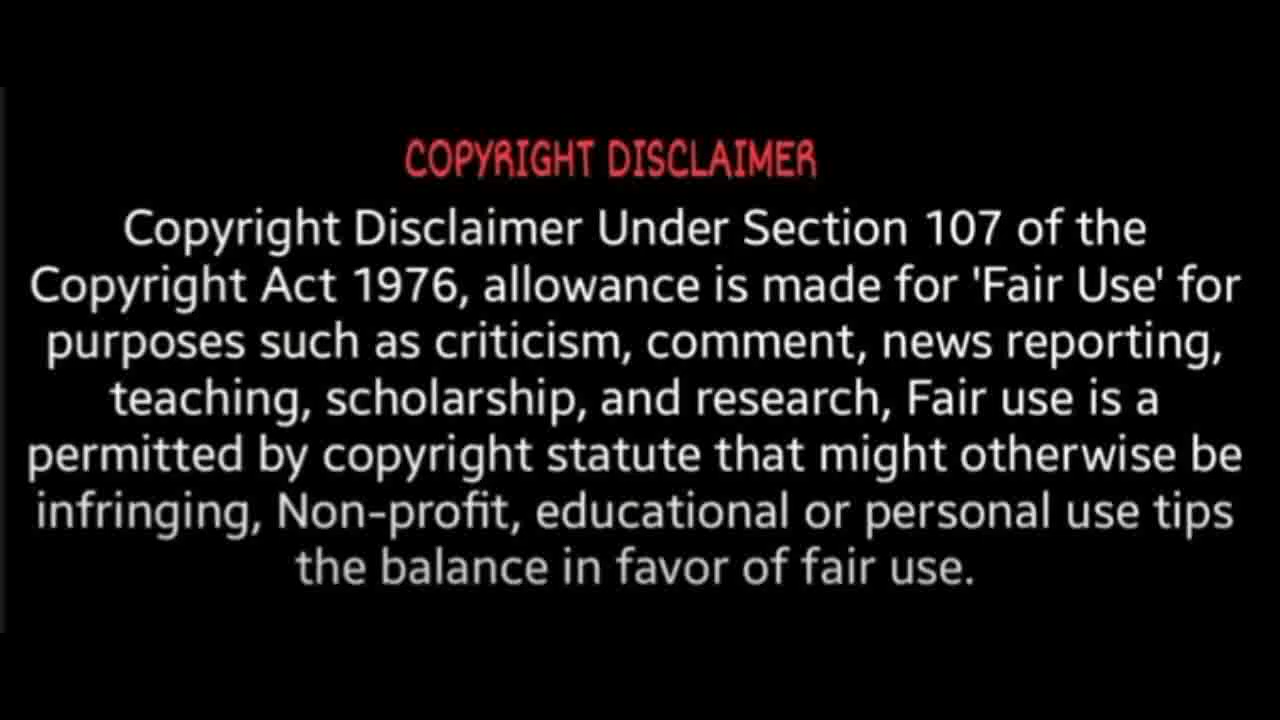 COPYRIGHT DISCLAIMER
Copyright Disclaimer Under Section 107 of the
Copyright Act 1976, allowance is made for 'Fair Use' for
purposes such as criticism, comment, news reporting,
teaching, scholarship, and research, Fair use is a
permitted by copyright statute that might otherwise be
infringing, Non-profit, educational or personal use tips
the balance in favor of fair use.